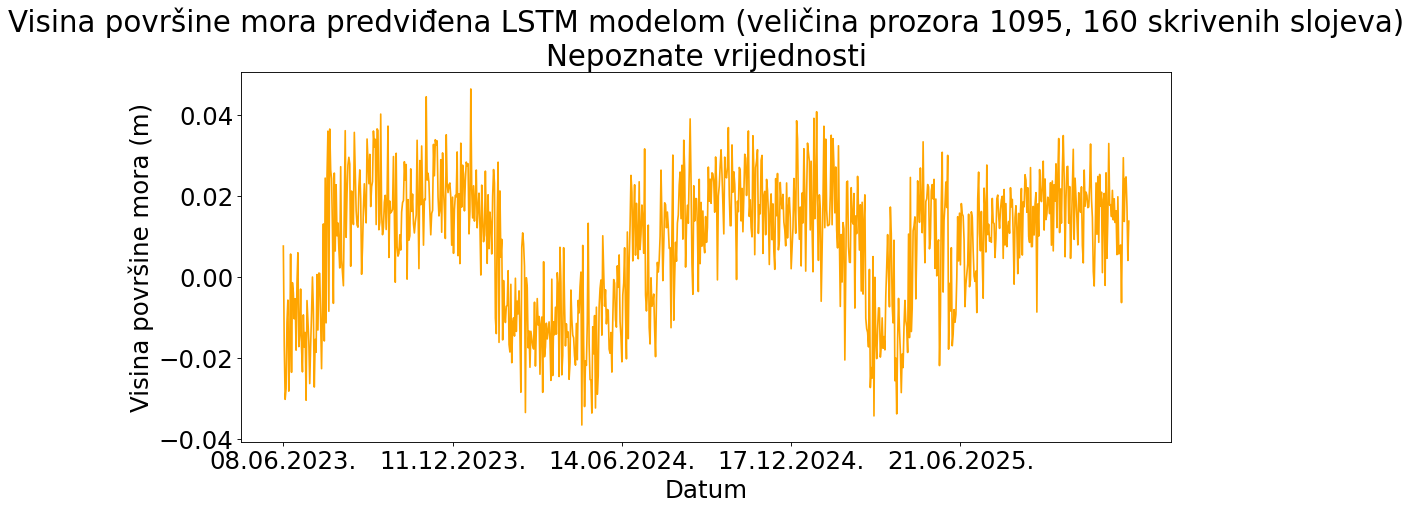 Visina površine mora predviđena LSTM modelom (veličina prozora 1095, 160 skrivenih slojeva)
Nepoznate vrijednosti
Visina površine mora (m)
0.04
0.02
0.00
−0.02
−0.04
08.06.2023. 11.12.2023. 14.06.2024. 17.12.2024. 21.06.2025.
Datum